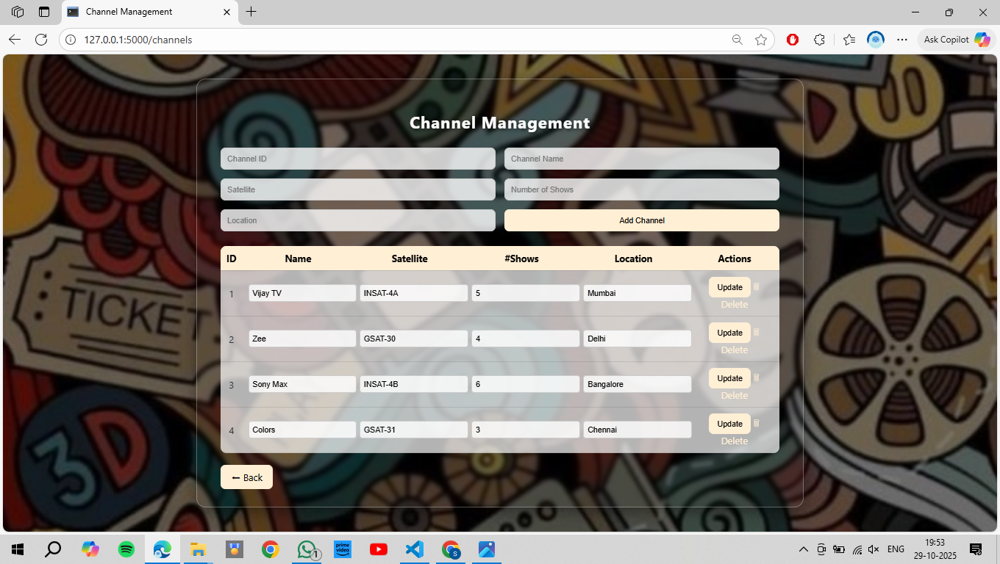 Channel Management
127.0.0.1:5000/channels
Ask Copilot
Channel Management
Channel ID Channel Name
Satellite Number of Shows
Location Add Channel
ID Name Satellite #Shows Location Actions
1 Vijay TV INSAT-4A 5 Mumbai Update
Delete
2 Zee GSAT-30 4 Delhi Update
Delete
3 Sony Max INSAT-4B 6 Bangalore Update
Delete
4 Colors GSAT-31 3 Chennai Update
Delete
← Back
TICKET
3D
prime video
1
S
ENG
19:53
29-10-2025